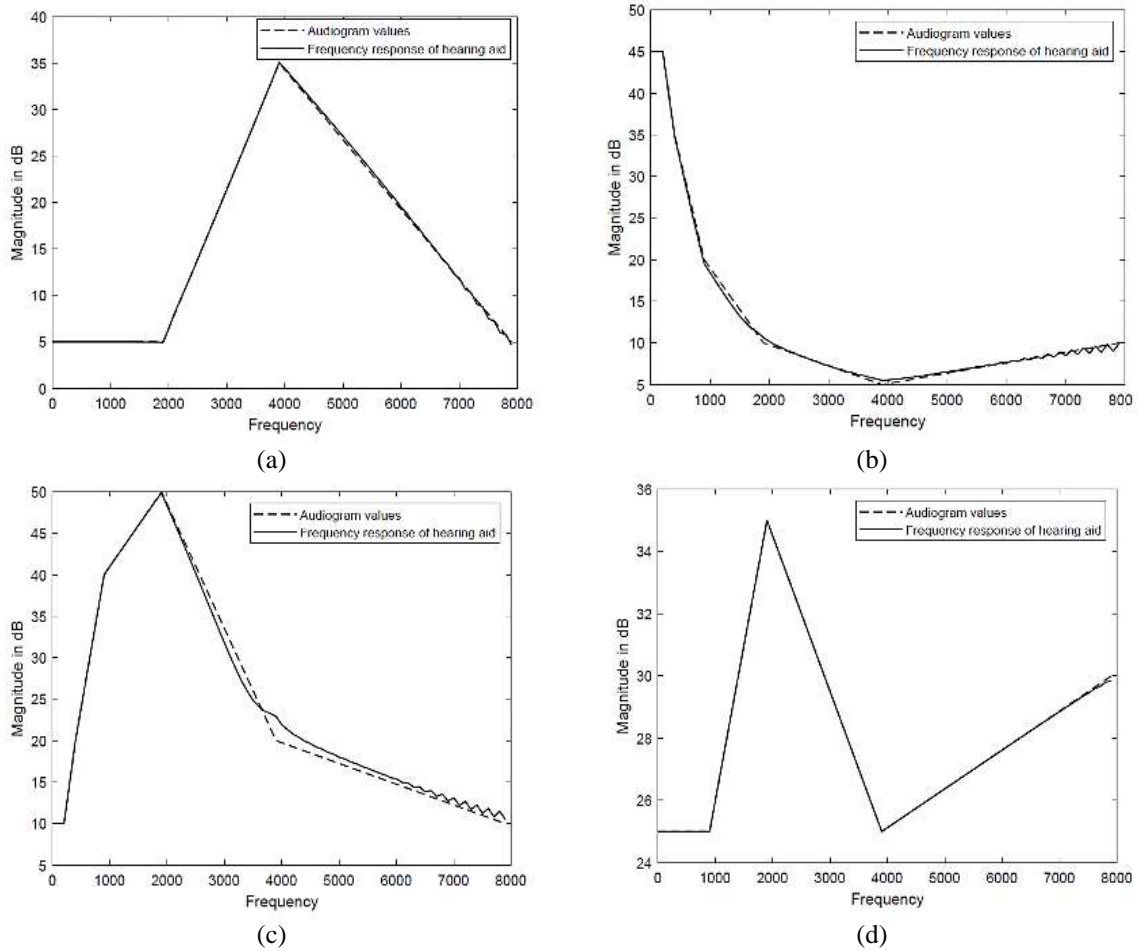 40
35
30
25
20
15
10
5
0
Magnitude in dB
Audiogram values
Frequency response of hearing aid
0 1000 2000 3000 4000 5000 6000 7000 8000
Frequency
(a)
50
45
40
35
30
25
20
15
10
5
Magnitude in dB
Audiogram values
Frequency response of hearing aid
0 1000 2000 3000 4000 5000 6000 7000 800
Frequency
(b)
50
45
40
35
30
25
20
15
10
5
Magnitude in dB
Audiogram values
Frequency response of hearing aid
0 1000 2000 3000 4000 5000 6000 7000 8000
Frequency
(c)
36
34
32
30
28
26
24
Magnitude in dB
Audiogram values
Frequency response of hearing aid
0 1000 2000 3000 4000 5000 6000 7000 8000
Frequency
(d)